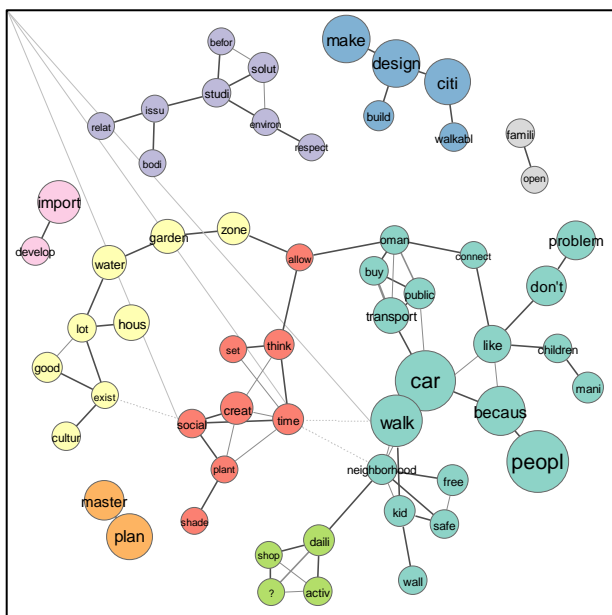 make
befor
design
solut
citi
studi
issu
build
relat
environ
famili
walkabl
respect
bodi
open
import
zone
garden
develop
oman
problem
water
allow
connect
buy
don't
public
lot
hous
transport
set
think
like
children
good
car
mani
exist
creat
becaus
social
time
walk
cultur
peopl
plant
neighborhood
free
master
kid
shade
safe
plan
daili
shop
wall
?
activ